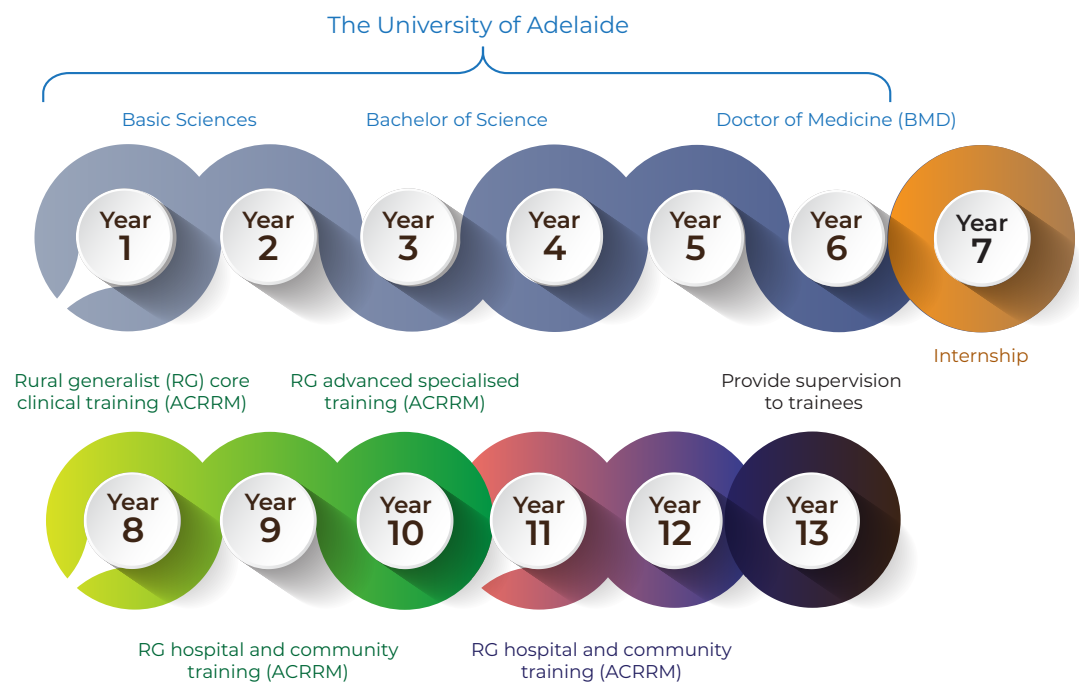 The University of Adelaide
Basic Sciences
Bachelor of Science
Doctor of Medicine (BMD)
Year
1
Year
2
Year
3
Year
4
Year
5
Year
6
Year
7
Internship
Rural generalist (RG) core
clinical training (ACRRM)
RG advanced specialised
training (ACRRM)
Provide supervision
to trainees
Year
8
Year
9
Year
10
Year
11
Year
12
Year
13
RG hospital and community
training (ACRRM)
RG hospital and community
training (ACRRM)